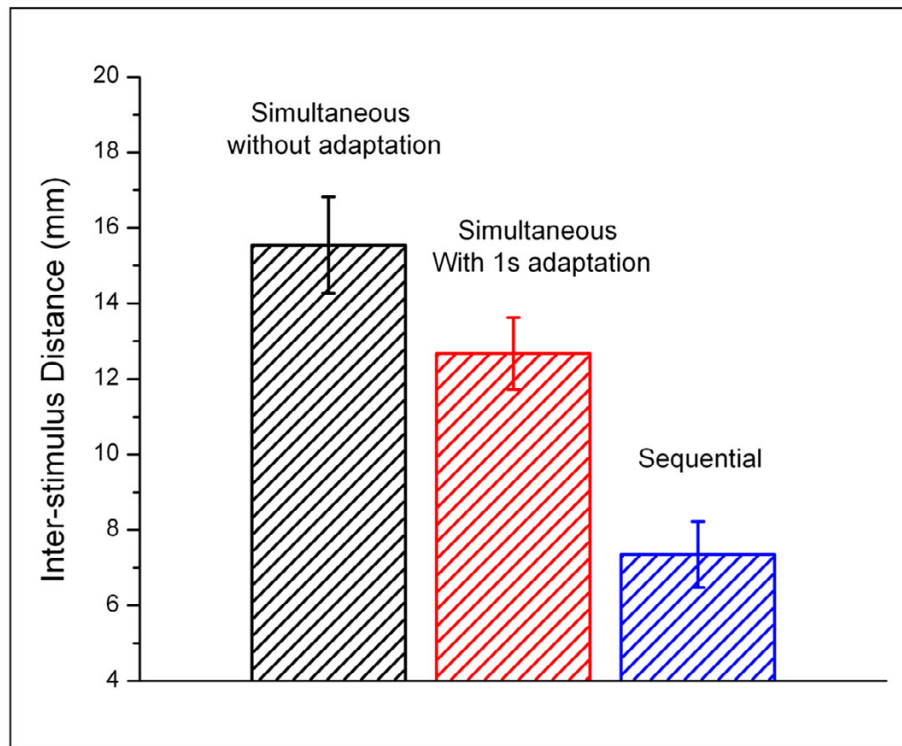 Inter-stimulus Distance (mm)
20
18
16
14
12
10
8
6
4
Simultaneous
without adaptation
Simultaneous
With 1s adaptation
Sequential